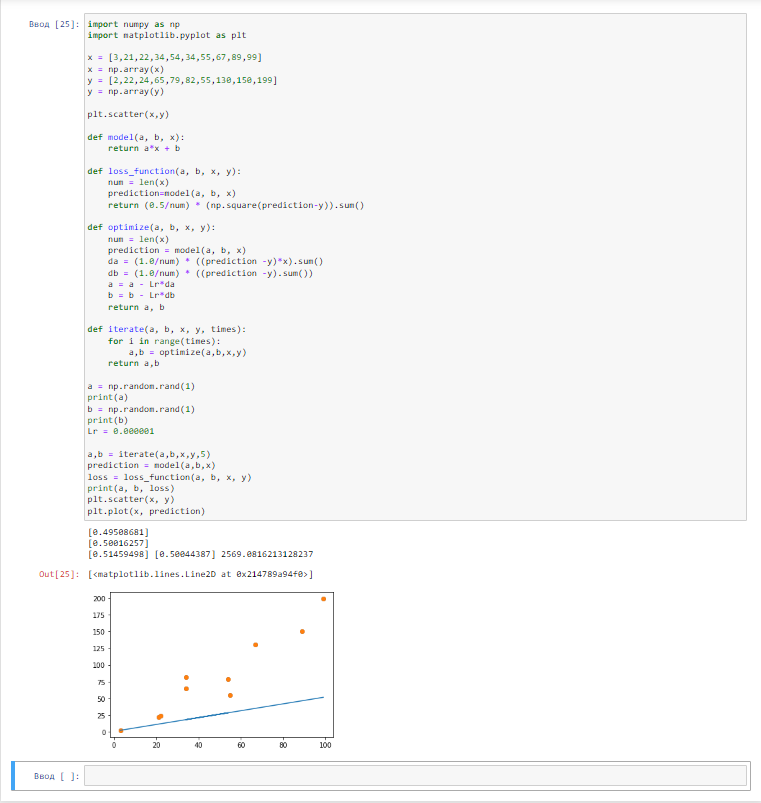 Ввод [25]: import numpy as np
import matplotlib.pyplot as plt
x = [3,21,22,34,54,34,55,67,89,99]
x = np.array(x)
y = [2,22,24,65,79,82,55,130,150,199]
y = np.array(y)
plt.scatter(x,y)
def model(a, b, x):
    return a*x + b
def loss_function(a, b, x, y):
    num = len(x)
    prediction=model(a, b, x)
    return (0.5/num) * (np.square(prediction-y)).sum()
def optimize(a, b, x, y):
    num = len(x)
    prediction = model(a, b, x)
    da = (1.0/num) * ((prediction -y)*x).sum()
    db = (1.0/num) * ((prediction -y).sum())
    a = a - Lr*da
    b = b - Lr*db
    return a, b
def iterate(a, b, x, y, times):
    for i in range(times):
        a,b = optimize(a,b,x,y)
    return a,b
a = np.random.rand(1)
print(a)
b = np.random.rand(1)
print(b)
Lr = 0.000001
a,b = iterate(a,b,x,y,5)
prediction = model(a,b,x)
loss = loss_function(a, b, x, y)
print(a, b, loss)
plt.scatter(x, y)
plt.plot(x, prediction)
[0.49508681]
[0.50016257]
[0.51459498] [0.50044387] 2569.0816213128237
Out[25]: [<matplotlib.lines.Line2D at 0x214789a94f0>]
200
175
150
125
100
75
50
25
0
0 20 40 60 80 100
Ввод [ ]: